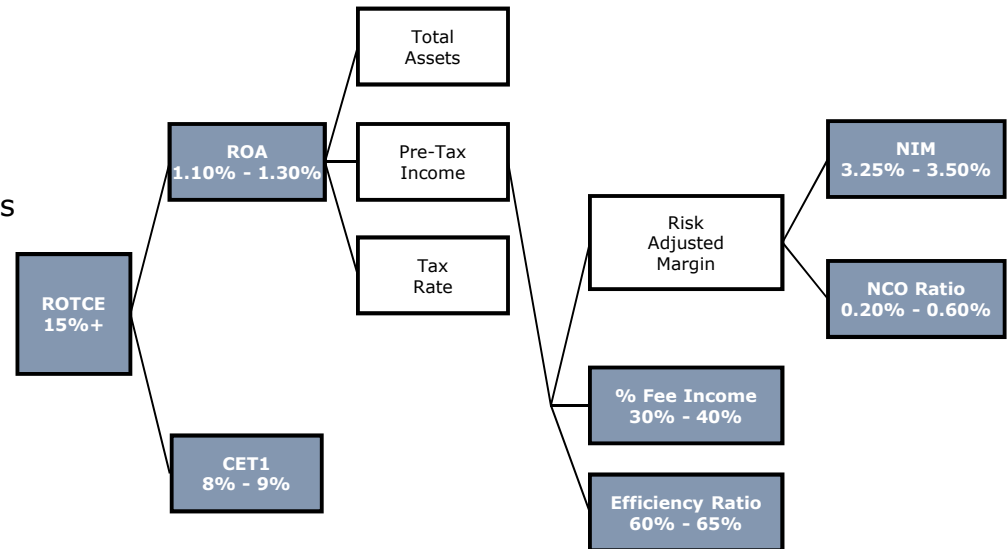 s
ROTCE
15%+
ROA
1.10% - 1.30%
CET1
8% - 9%
Total
Assets
Pre-Tax
Income
Tax
Rate
Risk
Adjusted
Margin
% Fee Income
30% - 40%
Efficiency Ratio
60% - 65%
NIM
3.25% - 3.50%
NCO Ratio
0.20% - 0.60%